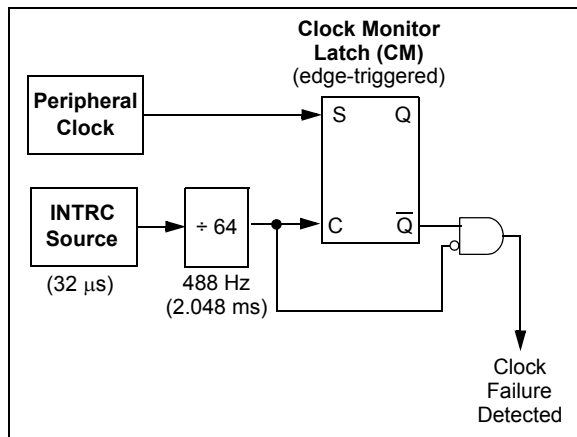 Clock Monitor
Latch (CM)
(edge-triggered)
Peripheral
Clock
S Q
INTRC
Source
÷ 64
C Q̅
(32 μs)
488 Hz
(2.048 ms)
Clock
Failure
Detected